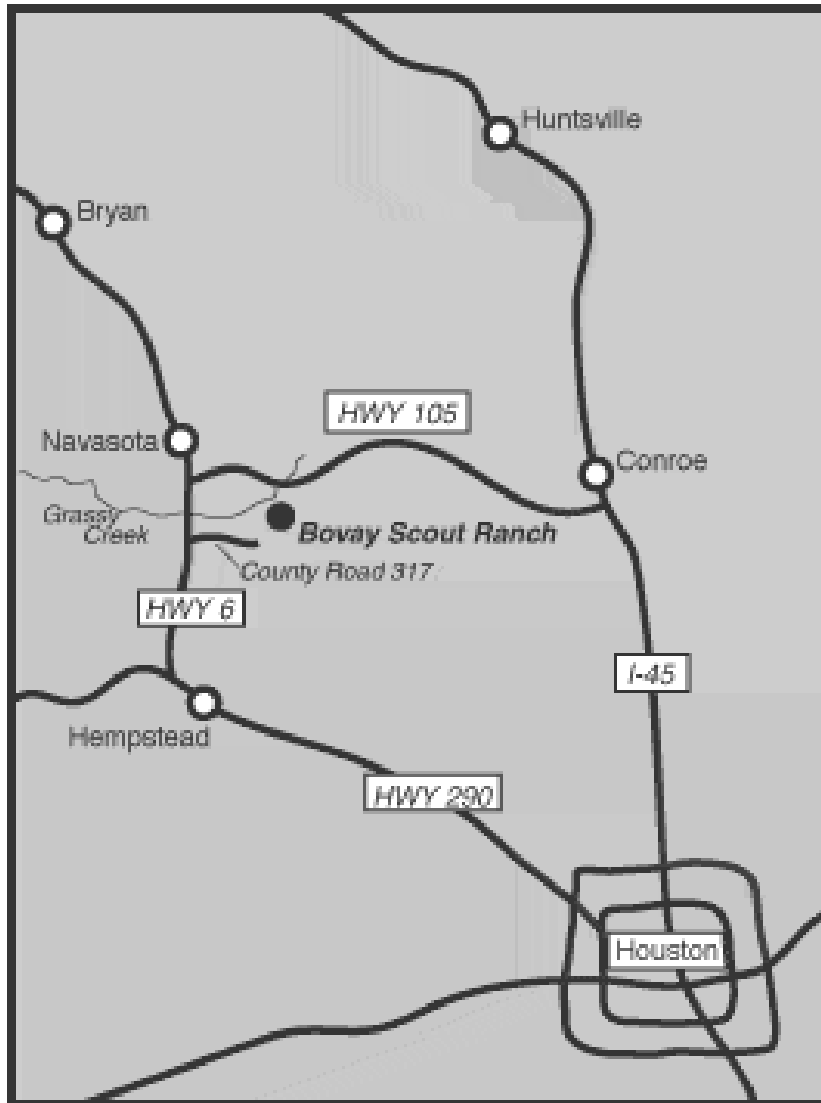 Huntsville
Bryan
HWY 105
Navasota
Conroe
Grassy
Creek
Bovay Scout Ranch
County Road 317
HWY 6
I-45
Hempstead
HWY 290
Houston